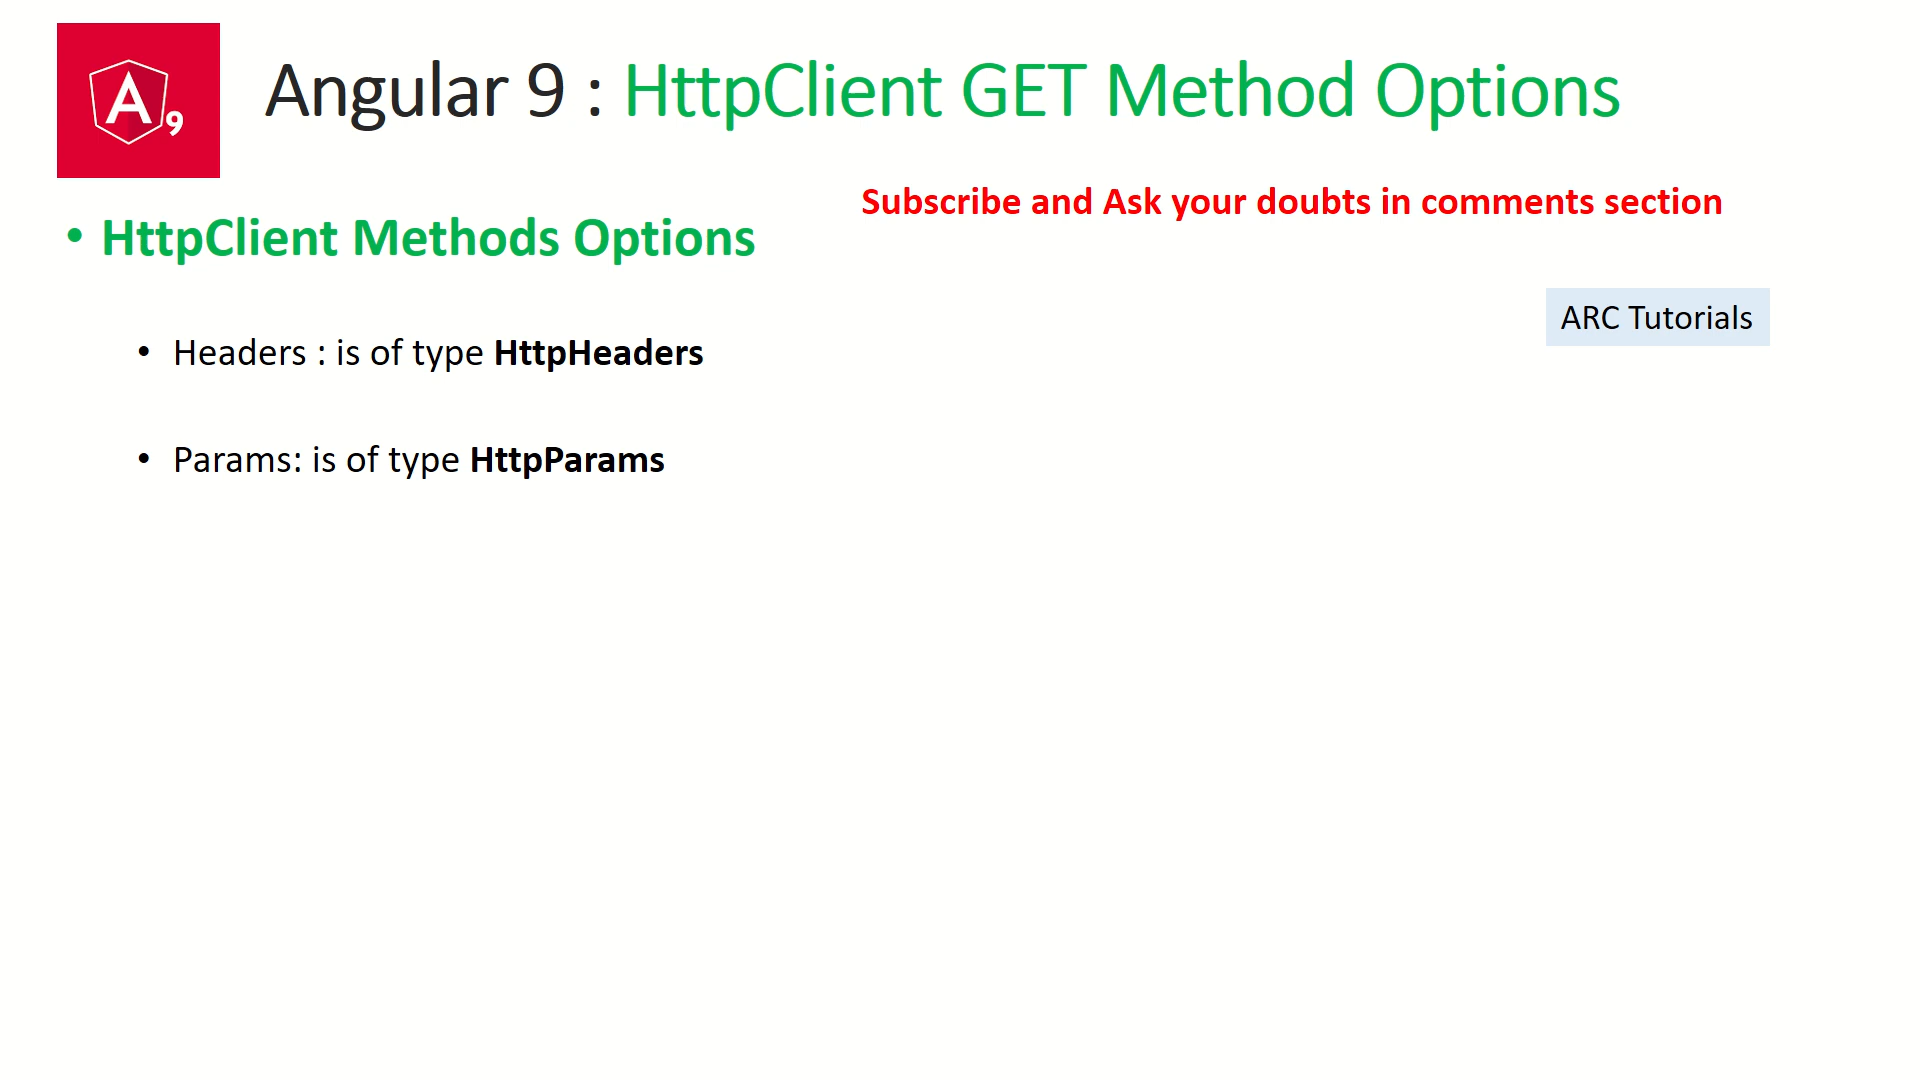 A9
Angular 9 : HttpClient GET Method Options
Subscribe and Ask your doubts in comments section
• HttpClient Methods Options
ARC Tutorials
• Headers : is of type HttpHeaders
• Params: is of type HttpParams